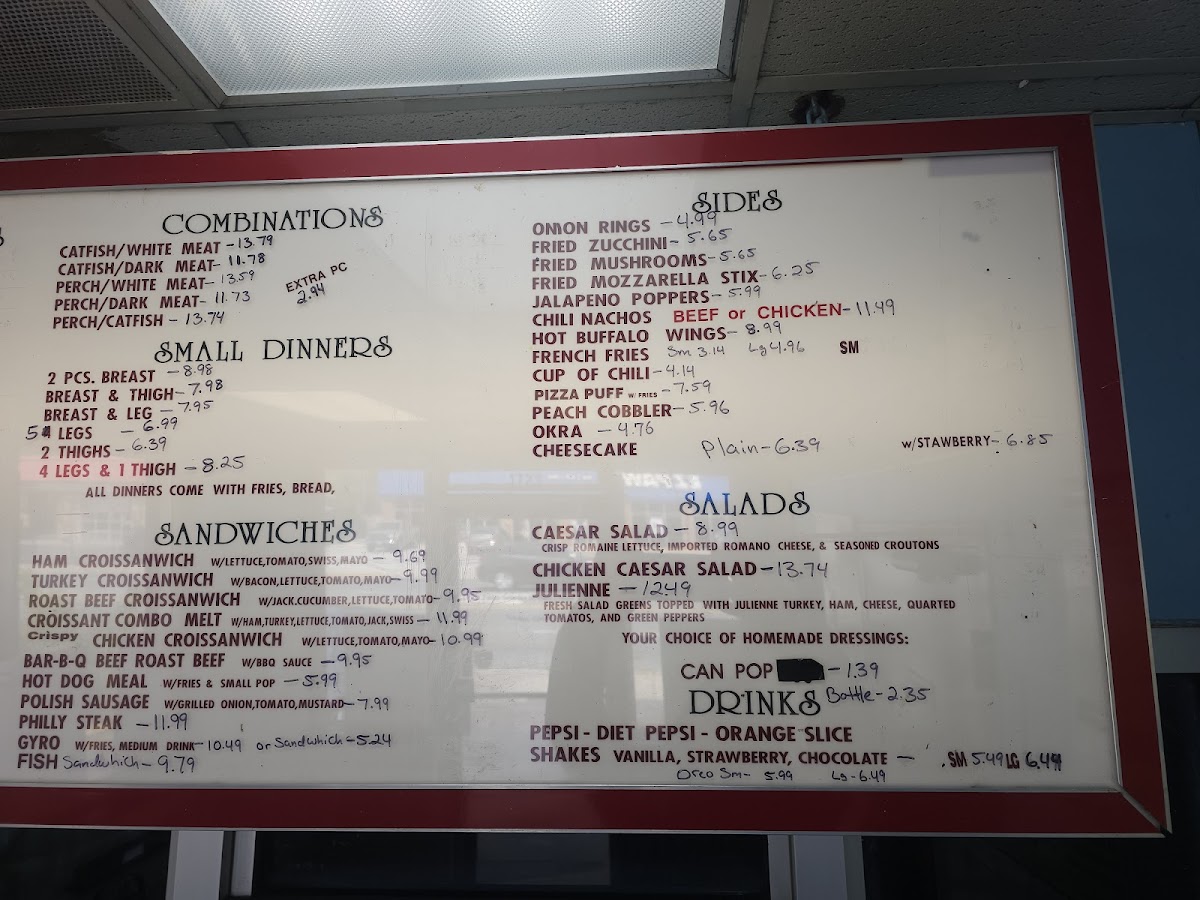 COMBINATIONS
CATFISH/WHITE MEAT - 13.79
CATFISH/DARK MEAT - 11.78
PERCH/WHITE MEAT - 13.59
PERCH/DARK MEAT - 11.73
PERCH/CATFISH - 13.74
EXTRA PC
2.94
SMALL DINNERS
2 PCS. BREAST - 8.98
BREAST & THIGH - 7.98
BREAST & LEG - 7.95
5 LEGS - 6.99
2 THIGHS - 6.39
4 LEGS & 1 THIGH - 8.25
ALL DINNERS COME WITH FRIES, BREAD,
SANDWICHES
HAM CROISSANWICH W/LETTUCE,TOMATO,SWISS,MAYO - 9.69
TURKEY CROISSANWICH W/BACON,LETTUCE,TOMATO,MAYO - 9.99
ROAST BEEF CROISSANWICH W/JACK.CUCUMBER,LETTUCE,TOMATO - 9.95
CROISSANT COMBO MELT W/HAM,TURKEY,LETTUCE,TOMATO,JACK,SWISS - 11.99
Crispy CHICKEN CROISSANWICH W/LETTUCE,TOMATO,MAYO - 10.99
BAR-B-Q BEEF ROAST BEEF W/BBQ SAUCE - 9.95
HOT DOG MEAL W/FRIES & SMALL POP - 5.99
POLISH SAUSAGE W/GRILLED ONION,TOMATO,MUSTARD - 7.99
PHILLY STEAK - 11.99
GYRO W/FRIES, MEDIUM DRINK - 10.49 or Sandwhich - 5.24
FISH Sandwhich - 9.79
SIDES
ONION RINGS - 4.99
FRIED ZUCCHINI - 5.65
FRIED MUSHROOMS - 5.65
FRIED MOZZARELLA STIX - 6.25
JALAPENO POPPERS - 5.99
CHILI NACHOS BEEF or CHICKEN - 11.49
HOT BUFFALO WINGS - 8.99
FRENCH FRIES Sm 3.14 Lg 4.96 SM
CUP OF CHILI - 4.14
PIZZA PUFF W/ FRIES - 7.59
PEACH COBBLER - 5.96
OKRA - 4.76
CHEESECAKE Plain - 6.39 W/STAWBERRY - 6.85
SALADS
CAESAR SALAD - 8.99
CRISP ROMAINE LETTUCE, IMPORTED ROMANO CHEESE, & SEASONED CROUTONS
CHICKEN CAESAR SALAD - 13.74
JULIENNE - 12.49
FRESH SALAD GREENS TOPPED WITH JULIENNE TURKEY, HAM, CHEESE, QUARTED
TOMATOS, AND GREEN PEPPERS
YOUR CHOICE OF HOMEMADE DRESSINGS:
CAN POP - 1.39
DRINKS Bottle - 2.35
PEPSI - DIET PEPSI - ORANGE SLICE
SHAKES VANILLA, STRAWBERRY, CHOCOLATE - SM 5.49 LG 6.49
Oreo Sm - 5.99 Lg - 6.49